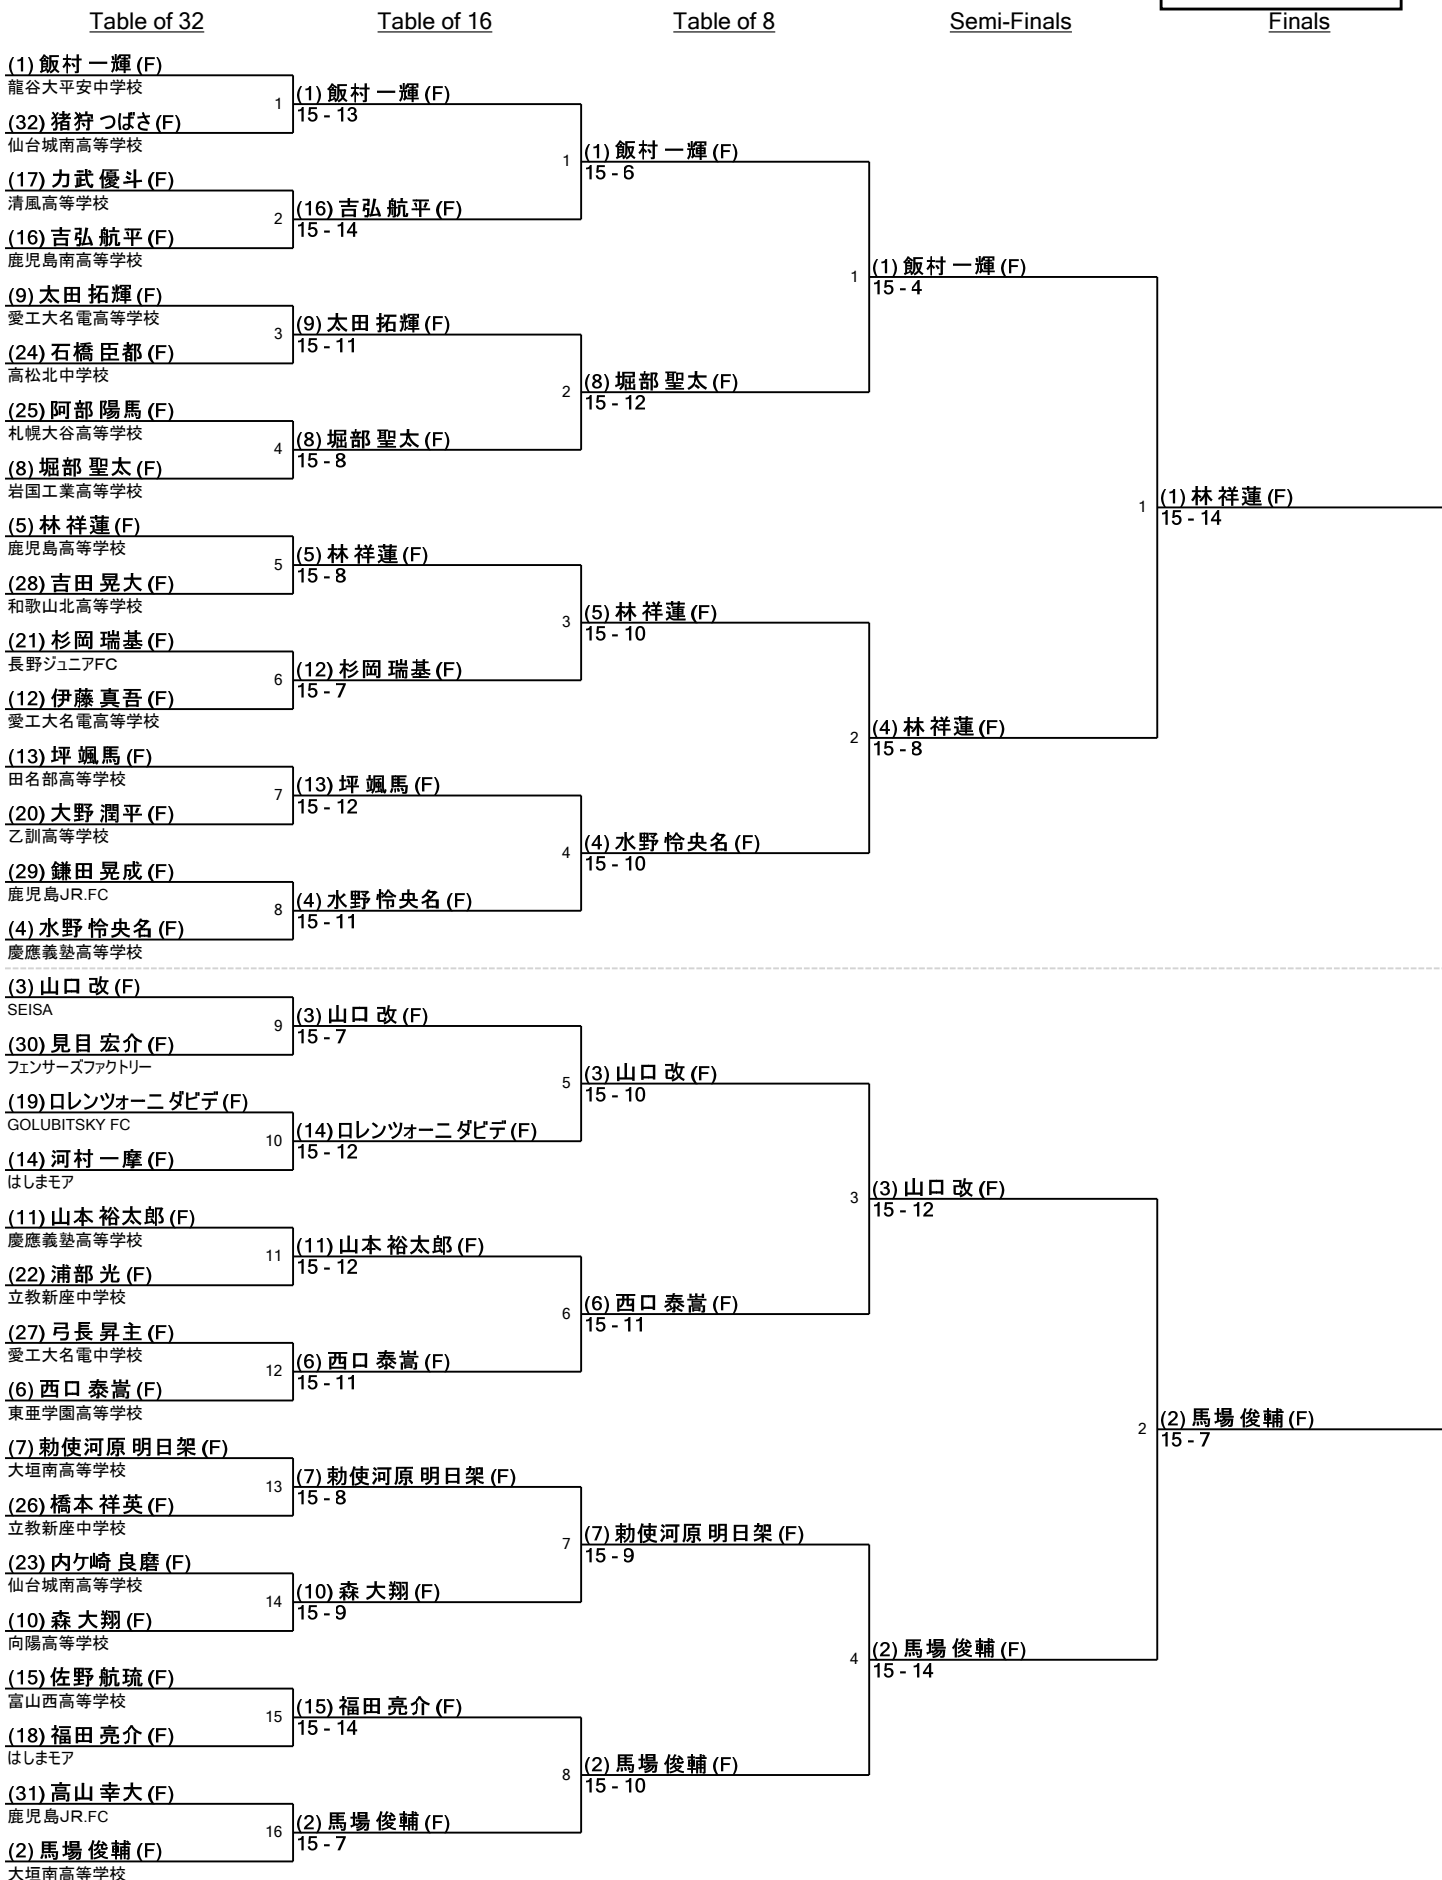 Table of 32
Table of 16
Table of 8
Semi-Finals
Finals
(1) 飯村 一輝 (F)
龍谷大平安中学校
(32) 猪狩 つばさ (F)
仙台城南高等学校
(17) 力武 優斗 (F)
清風高等学校
(16) 吉弘 航平 (F)
鹿児島南高等学校
(9) 太田 拓輝 (F)
愛工大名電高等学校
(24) 石橋 臣都 (F)
高松北中学校
(25) 阿部 陽馬 (F)
札幌大谷高等学校
(8) 堀部 聖太 (F)
岩国工業高等学校
(5) 林 祥蓮 (F)
鹿児島高等学校
(28) 吉田 晃大 (F)
和歌山北高等学校
(21) 杉岡 瑞基 (F)
長野ジュニアFC
(12) 伊藤 真吾 (F)
愛工大名電高等学校
(13) 坪 颯馬 (F)
田名部高等学校
(20) 大野 潤平 (F)
乙訓高等学校
(29) 鎌田 晃成 (F)
鹿児島JR.FC
(4) 水野 怜央名 (F)
慶應義塾高等学校
(3) 山口 改 (F)
SEISA
(30) 見目 宏介 (F)
フェンサーズファクトリー
(19) ロレンツォーニ ダビデ (F)
GOLUBITSKY FC
(14) 河村 一摩 (F)
はしまモア
(11) 山本 裕太郎 (F)
慶應義塾高等学校
(22) 浦部 光 (F)
立教新座中学校
(27) 弓長 昇主 (F)
愛工大名電中学校
(6) 西口 泰嵩 (F)
東亜学園高等学校
(7) 勅使河原 明日架 (F)
大垣南高等学校
(26) 橋本 祥英 (F)
立教新座中学校
(23) 内ケ崎 良磨 (F)
仙台城南高等学校
(10) 森 大翔 (F)
向陽高等学校
(15) 佐野 航琉 (F)
富山西高等学校
(18) 福田 亮介 (F)
はしまモア
(31) 高山 幸大 (F)
鹿児島JR.FC
(2) 馬場 俊輔 (F)
大垣南高等学校
1
(1) 飯村 一輝 (F)
15 - 13
2
(16) 吉弘 航平 (F)
15 - 14
3
(9) 太田 拓輝 (F)
15 - 11
4
(8) 堀部 聖太 (F)
15 - 8
5
(5) 林 祥蓮 (F)
15 - 8
6
(12) 杉岡 瑞基 (F)
15 - 7
7
(13) 坪 颯馬 (F)
15 - 12
8
(4) 水野 怜央名 (F)
15 - 11
9
(3) 山口 改 (F)
15 - 7
10
(14) ロレンツォーニ ダビデ (F)
15 - 12
11
(11) 山本 裕太郎 (F)
15 - 12
12
(6) 西口 泰嵩 (F)
15 - 11
13
(7) 勅使河原 明日架 (F)
15 - 8
14
(10) 森 大翔 (F)
15 - 9
15
(15) 福田 亮介 (F)
15 - 14
16
(2) 馬場 俊輔 (F)
15 - 7
1
(1) 飯村 一輝 (F)
15 - 6
2
(8) 堀部 聖太 (F)
15 - 12
3
(5) 林 祥蓮 (F)
15 - 10
4
(4) 水野 怜央名 (F)
15 - 10
5
(3) 山口 改 (F)
15 - 10
6
(6) 西口 泰嵩 (F)
15 - 11
7
(7) 勅使河原 明日架 (F)
15 - 9
8
(2) 馬場 俊輔 (F)
15 - 10
1
(1) 飯村 一輝 (F)
15 - 4
2
(4) 林 祥蓮 (F)
15 - 8
3
(3) 山口 改 (F)
15 - 12
4
(2) 馬場 俊輔 (F)
15 - 14
1
(1) 林 祥蓮 (F)
15 - 14
2
(2) 馬場 俊輔 (F)
15 - 7